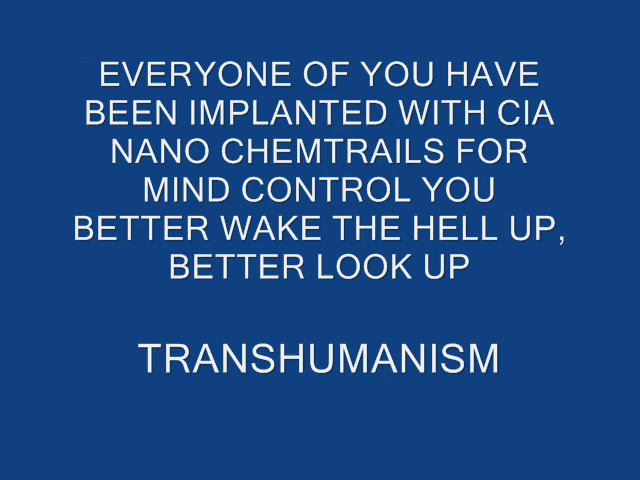 EVERYONE OF YOU HAVE
BEEN IMPLANTED WITH CIA
NANO CHEMTRAILS FOR
MIND CONTROL YOU
BETTER WAKE THE HELL UP,
BETTER LOOK UP
TRANSHUMANISM